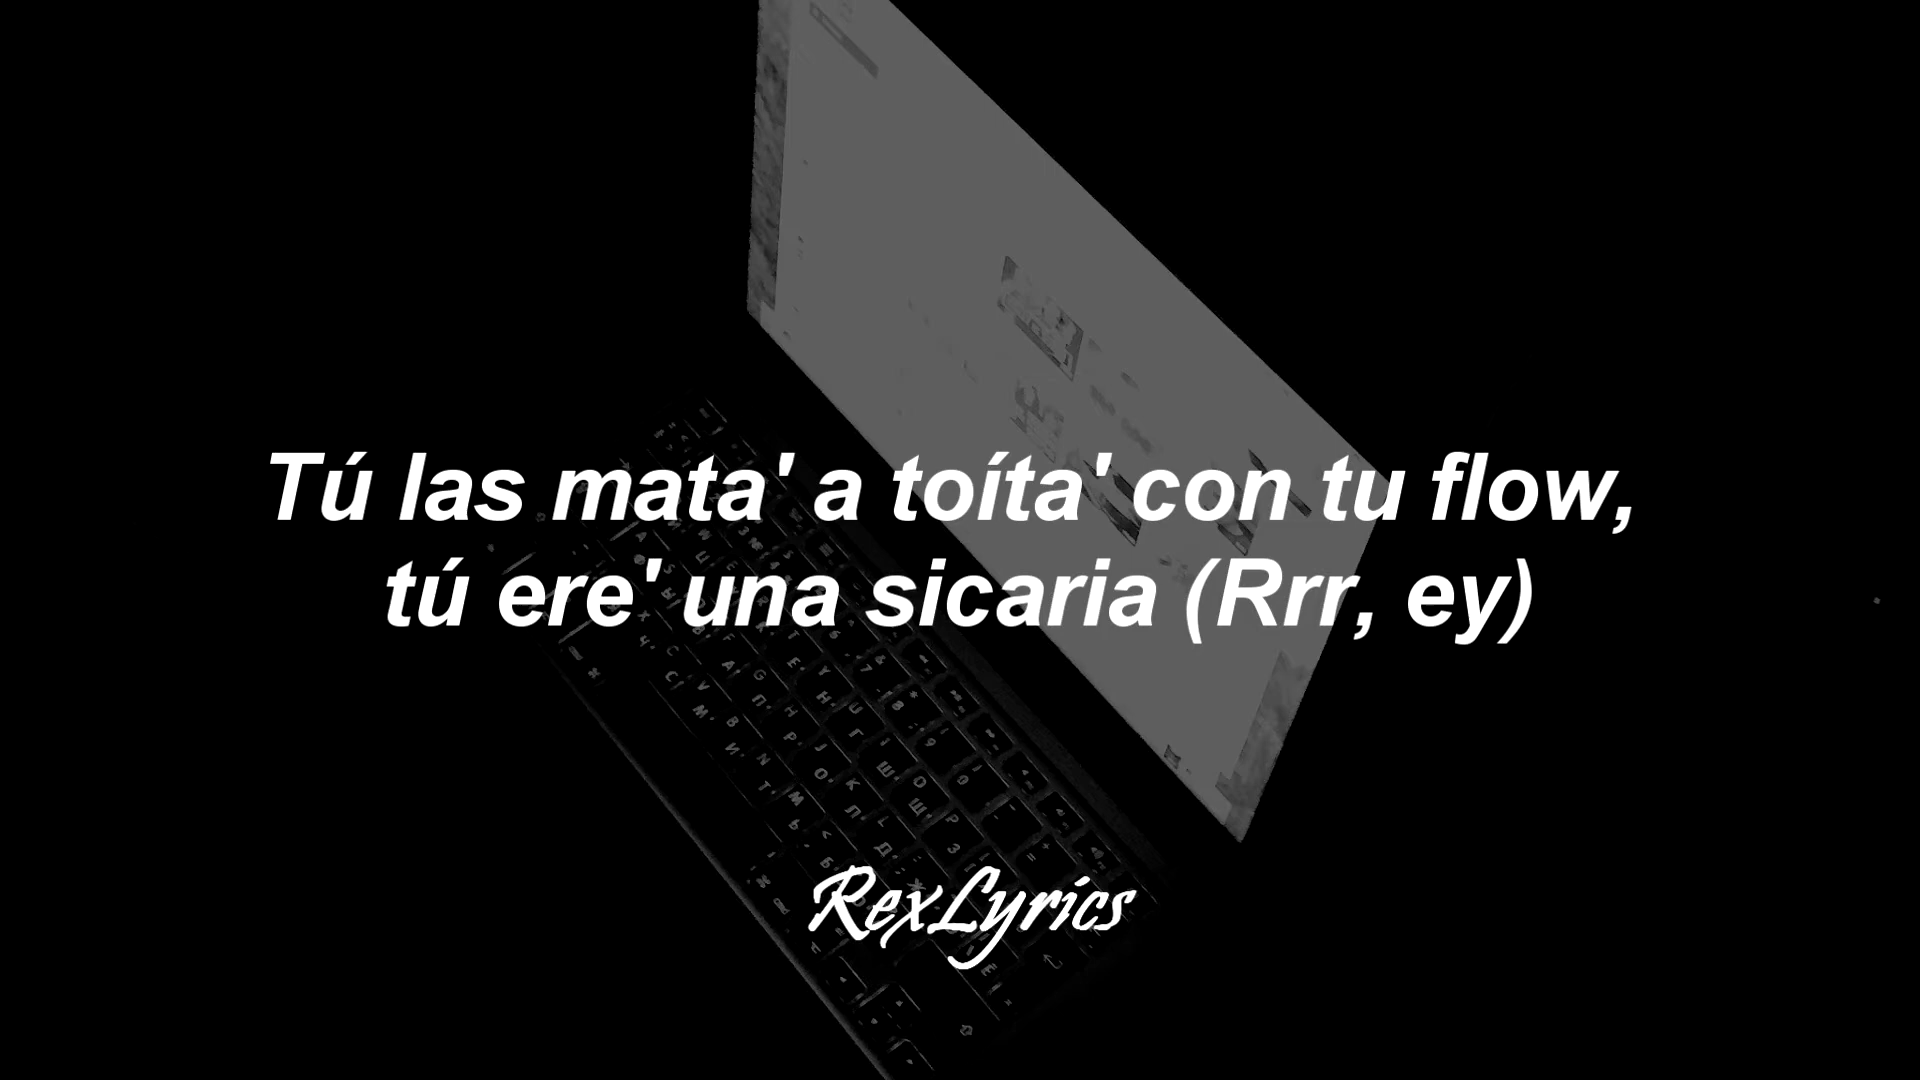 Tú las mata' a toíta' con tu flow,
tú ere' una sicaria (Rrr, ey)
RexLyrics